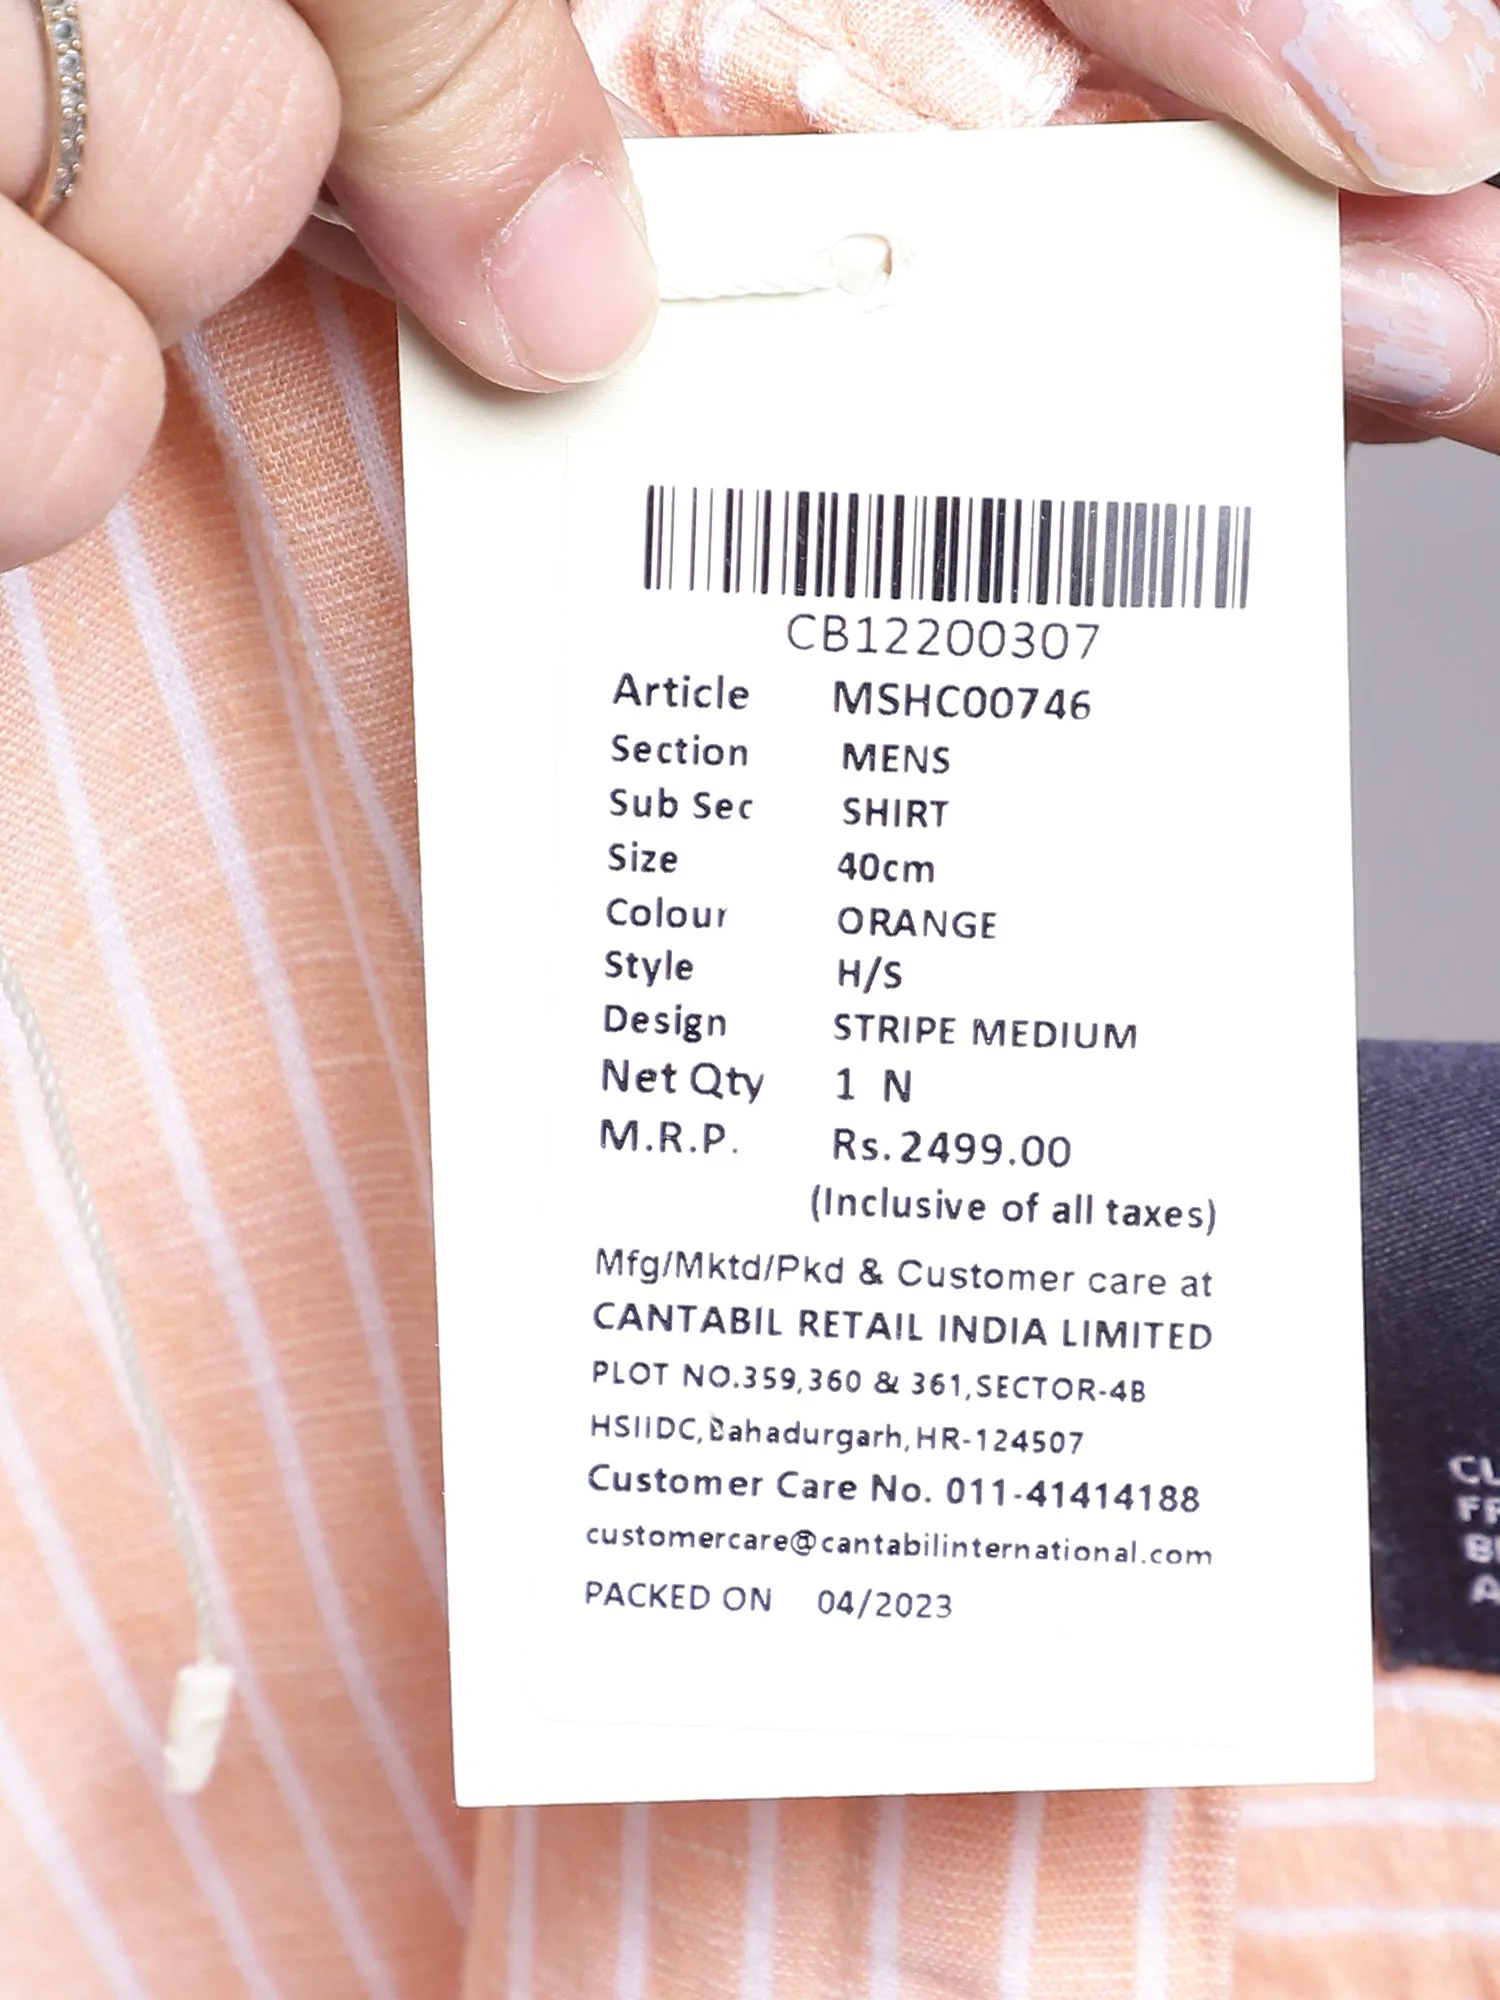 CB12200307
Article MSHC00746
Section MENS
Sub Sec SHIRT
Size 40cm
Colour ORANGE
Style H/S
Design STRIPE MEDIUM
Net Qty 1 N
M.R.P. Rs.2499.00
(Inclusive of all taxes)
Mfg/Mktd/Pkd & Customer care at
CANTABIL RETAIL INDIA LIMITED
PLOT NO.359,360 & 361,SECTOR-4B
HSIIDC,Bahadurgarh,HR-124507
Customer Care No. 011-41414188
customercare@cantabilinternational.com
PACKED ON 04/2023